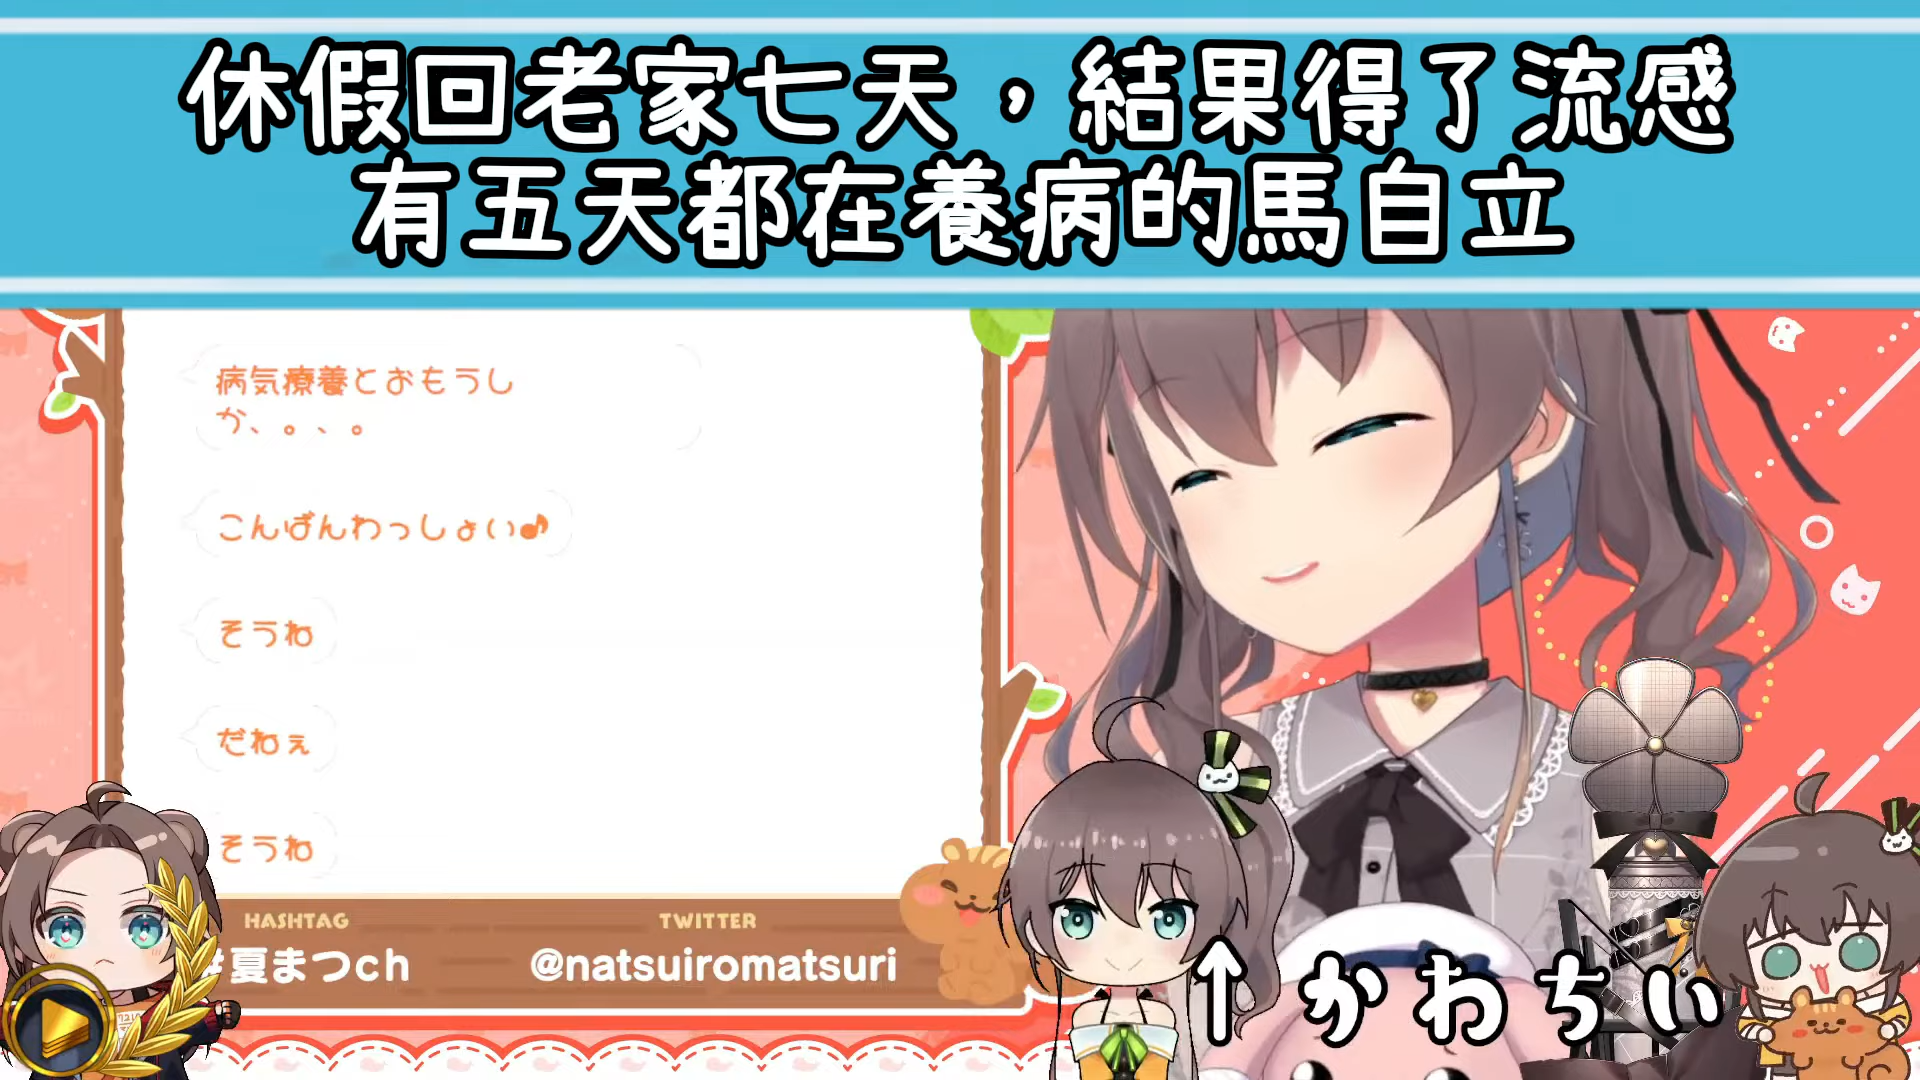 休假回老家七天，結果得了流感
有五天都在養病的馬自立
病気療養とおもうし
か、。、。
こんばんわっしょい♪
そうね
だねぇ
そうね
HASHTAG
#夏まつch
TWITTER
@natsuiromatsuri
↑かわちい